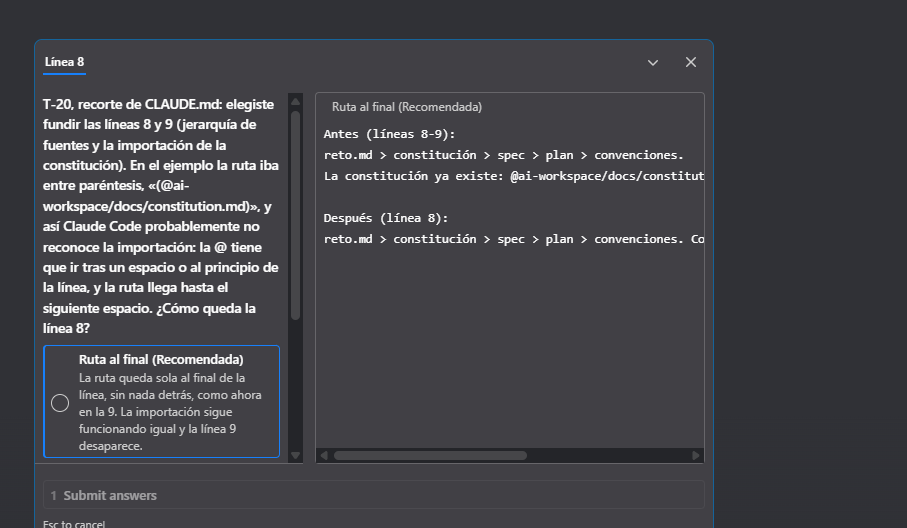 Línea 8
T-20, recorte de CLAUDE.md: elegiste
fundir las líneas 8 y 9 (jerarquía de
fuentes y la importación de la
constitución). En el ejemplo la ruta iba
entre paréntesis, «(@ai-
workspace/docs/constitution.md)», y
así Claude Code probablemente no
reconoce la importación: la @ tiene
que ir tras un espacio o al principio de
la línea, y la ruta llega hasta el
siguiente espacio. ¿Cómo queda la
línea 8?
Ruta al final (Recomendada)
La ruta queda sola al final de la
línea, sin nada detrás, como ahora
en la 9. La importación sigue
funcionando igual y la línea 9
desaparece.
Ruta al final (Recomendada)
Antes (líneas 8-9):
reto.md > constitución > spec > plan > convenciones.
La constitución ya existe: @ai-workspace/docs/constitut
Después (línea 8):
reto.md > constitución > spec > plan > convenciones. Co
1 Submit answers
Esc to cancel